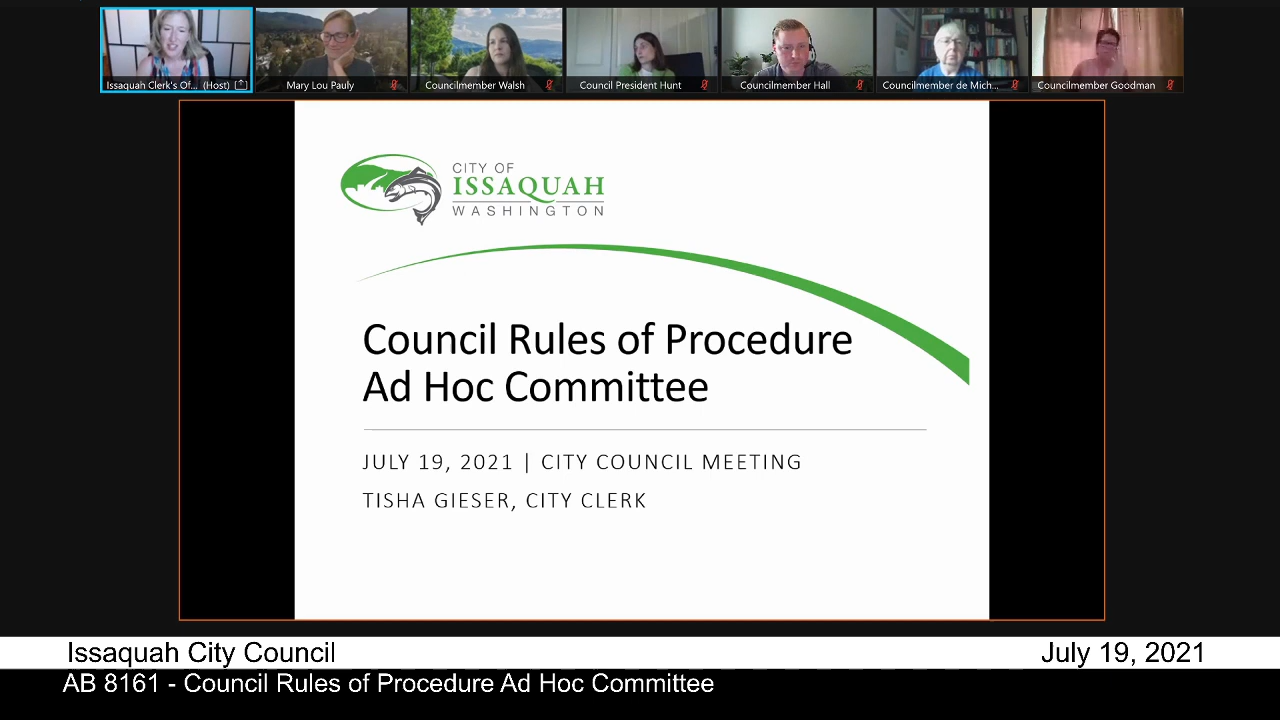 Issaquah Clerk's Of... (Host)
Mary Lou Pauly
Councilmember Walsh
Council President Hunt
Councilmember Hall
Councilmember de Mich...
Councilmember Goodman
CITY OF
ISSAQUAH
WASHINGTON
Council Rules of Procedure
Ad Hoc Committee
JULY 19, 2021 | CITY COUNCIL MEETING
TISHA GIESER, CITY CLERK
Issaquah City Council
July 19, 2021
AB 8161 - Council Rules of Procedure Ad Hoc Committee